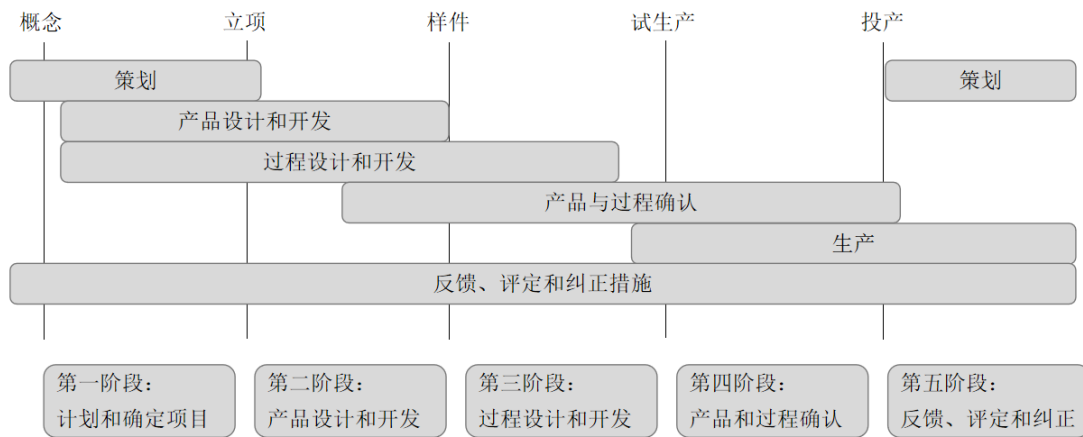 概念
立项
样件
试生产
投产
策划
策划
产品设计和开发
过程设计和开发
产品与过程确认
生产
反馈、评定和纠正措施
第一阶段：
计划和确定项目
第二阶段：
产品设计和开发
第三阶段：
过程设计和开发
第四阶段：
产品和过程确认
第五阶段：
反馈、评定和纠正